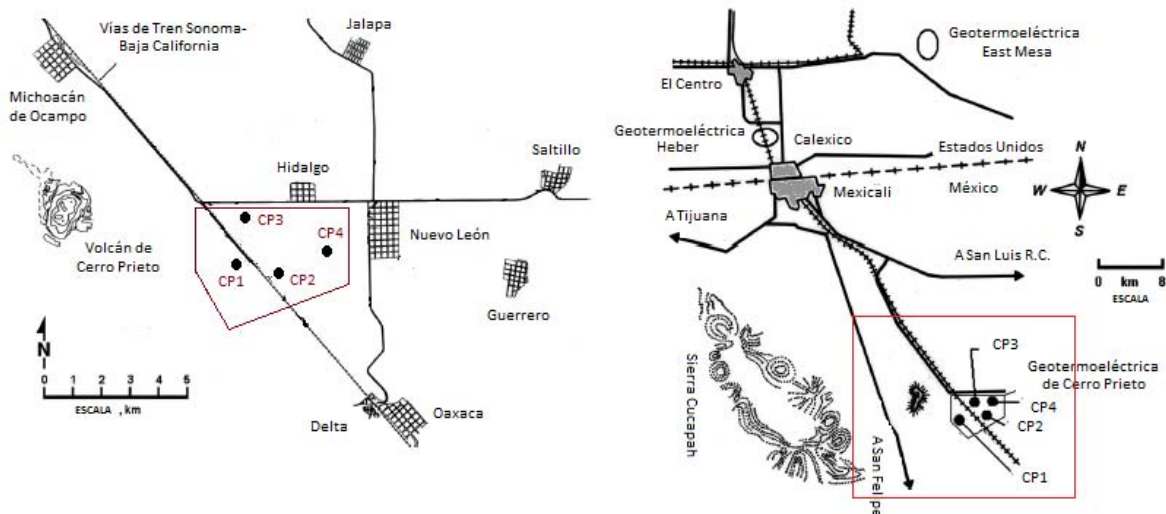 Vías de Tren Sonoma-
Baja California
Jalapa
Michoacán
de Ocampo
Hidalgo
Saltillo
CP3
CP4
Nuevo León
Volcán de
Cerro Prieto
CP1
CP2
Guerrero
N
0 1 2 3 4 5
ESCALA , km
Delta
Oaxaca
Geotermoeléctrica
East Mesa
El Centro
Geotermoeléctrica
Heber
Calexico
Estados Unidos
N
W E
S
Mexicali
México
A Tijuana
A San Luis R.C.
0 km 8
ESCALA
Sierra Cucapah
CP3
Geotermoeléctrica
de Cerro Prieto
CP4
CP2
CP1
A San Felipe